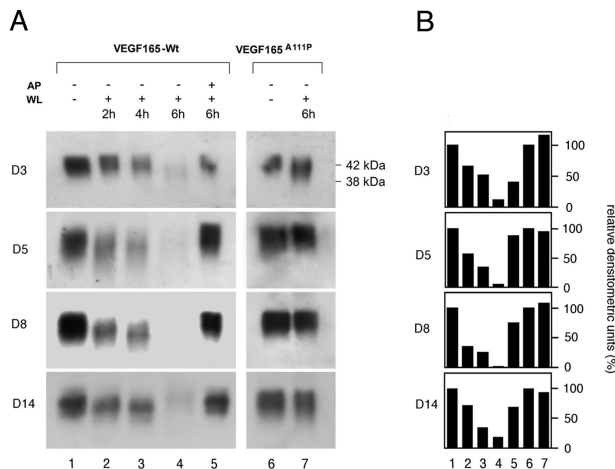 A
B
VEGF165-Wt
VEGF165 A111P
AP - - - - + - -
WL - + + + + - +
2h 4h 6h 6h 6h
D3
42 kDa
38 kDa
D5
D8
D14
1 2 3 4 5 6 7
D3
100
50
0
D5
100
50
0
D8
100
50
0
D14
100
50
0
1 2 3 4 5 6 7
relative densitometric units (%)